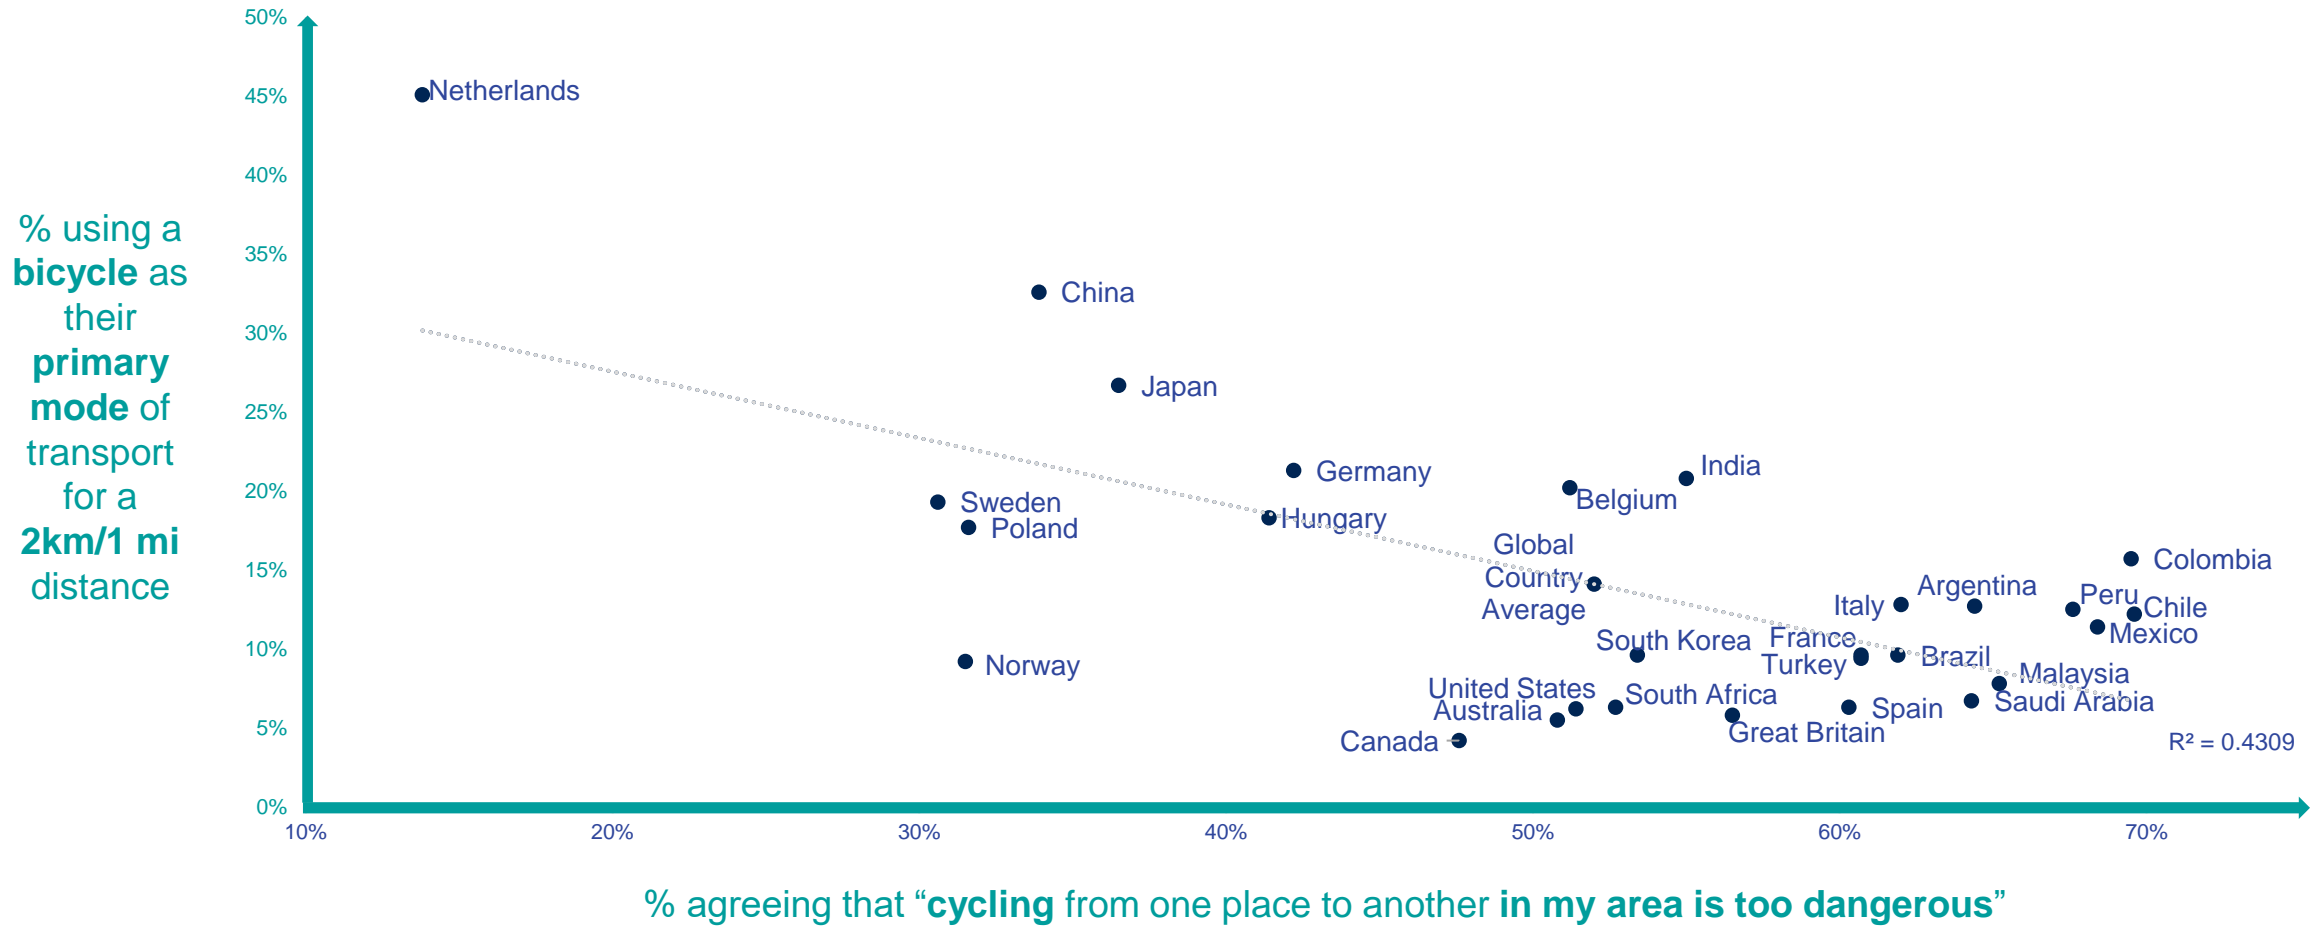 50%
45%
40%
35%
30%
25%
20%
15%
10%
5%
0%
% using a
bicycle as
their
primary
mode of
transport
for a
2km/1 mi
distance
Netherlands
China
Japan
Germany
India
Belgium
Sweden
Hungary
Poland
Global
Country
Average
Colombia
Argentina
Peru
Italy
Chile
Mexico
South Korea
France
Brazil
Turkey
Norway
Malaysia
United States
South Africa
Saudi Arabia
Australia
Spain
Great Britain
Canada
R² = 0.4309
10%
20%
30%
40%
50%
60%
70%
% agreeing that “cycling from one place to another in my area is too dangerous”